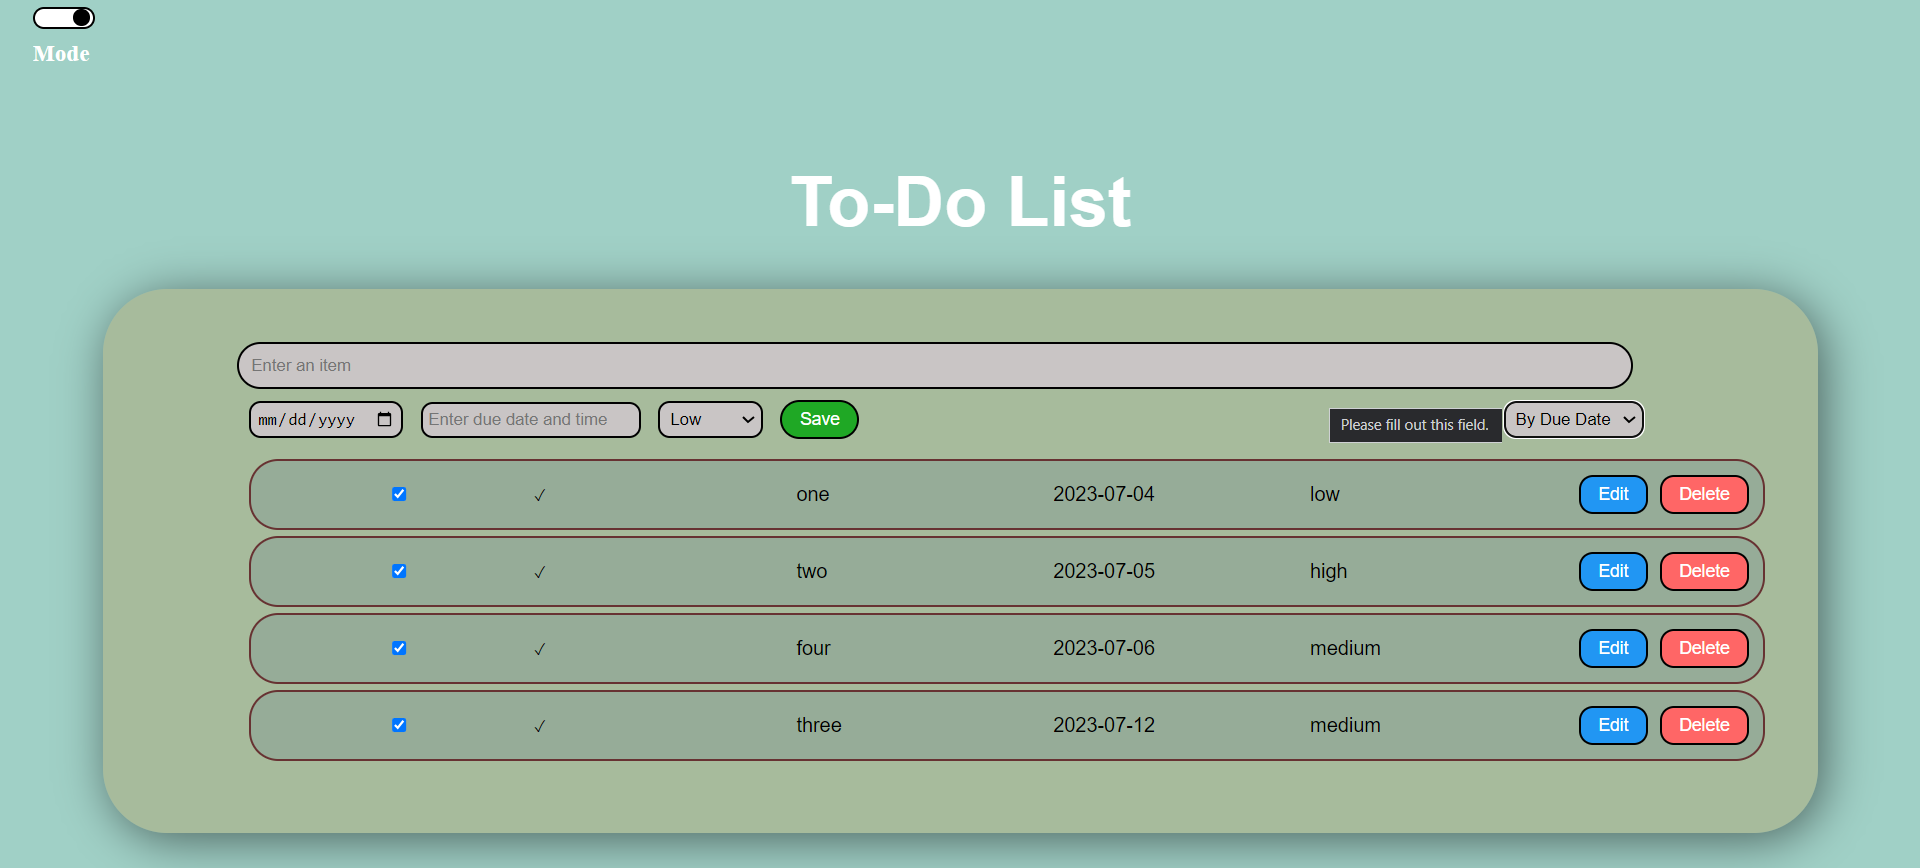 Mode
To-Do List
Enter an item
mm/dd/yyyy Enter due date and time Low Save Please fill out this field. By Due Date
✓ one 2023-07-04 low Edit Delete
✓ two 2023-07-05 high Edit Delete
✓ four 2023-07-06 medium Edit Delete
✓ three 2023-07-12 medium Edit Delete